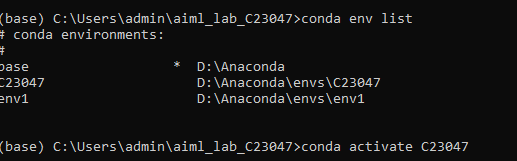 (base) C:\Users\admin\aiml_lab_C23047>conda env list
# conda environments:
#
base * D:\Anaconda
C23047 D:\Anaconda\envs\C23047
env1 D:\Anaconda\envs\env1
(base) C:\Users\admin\aiml_lab_C23047>conda activate C23047